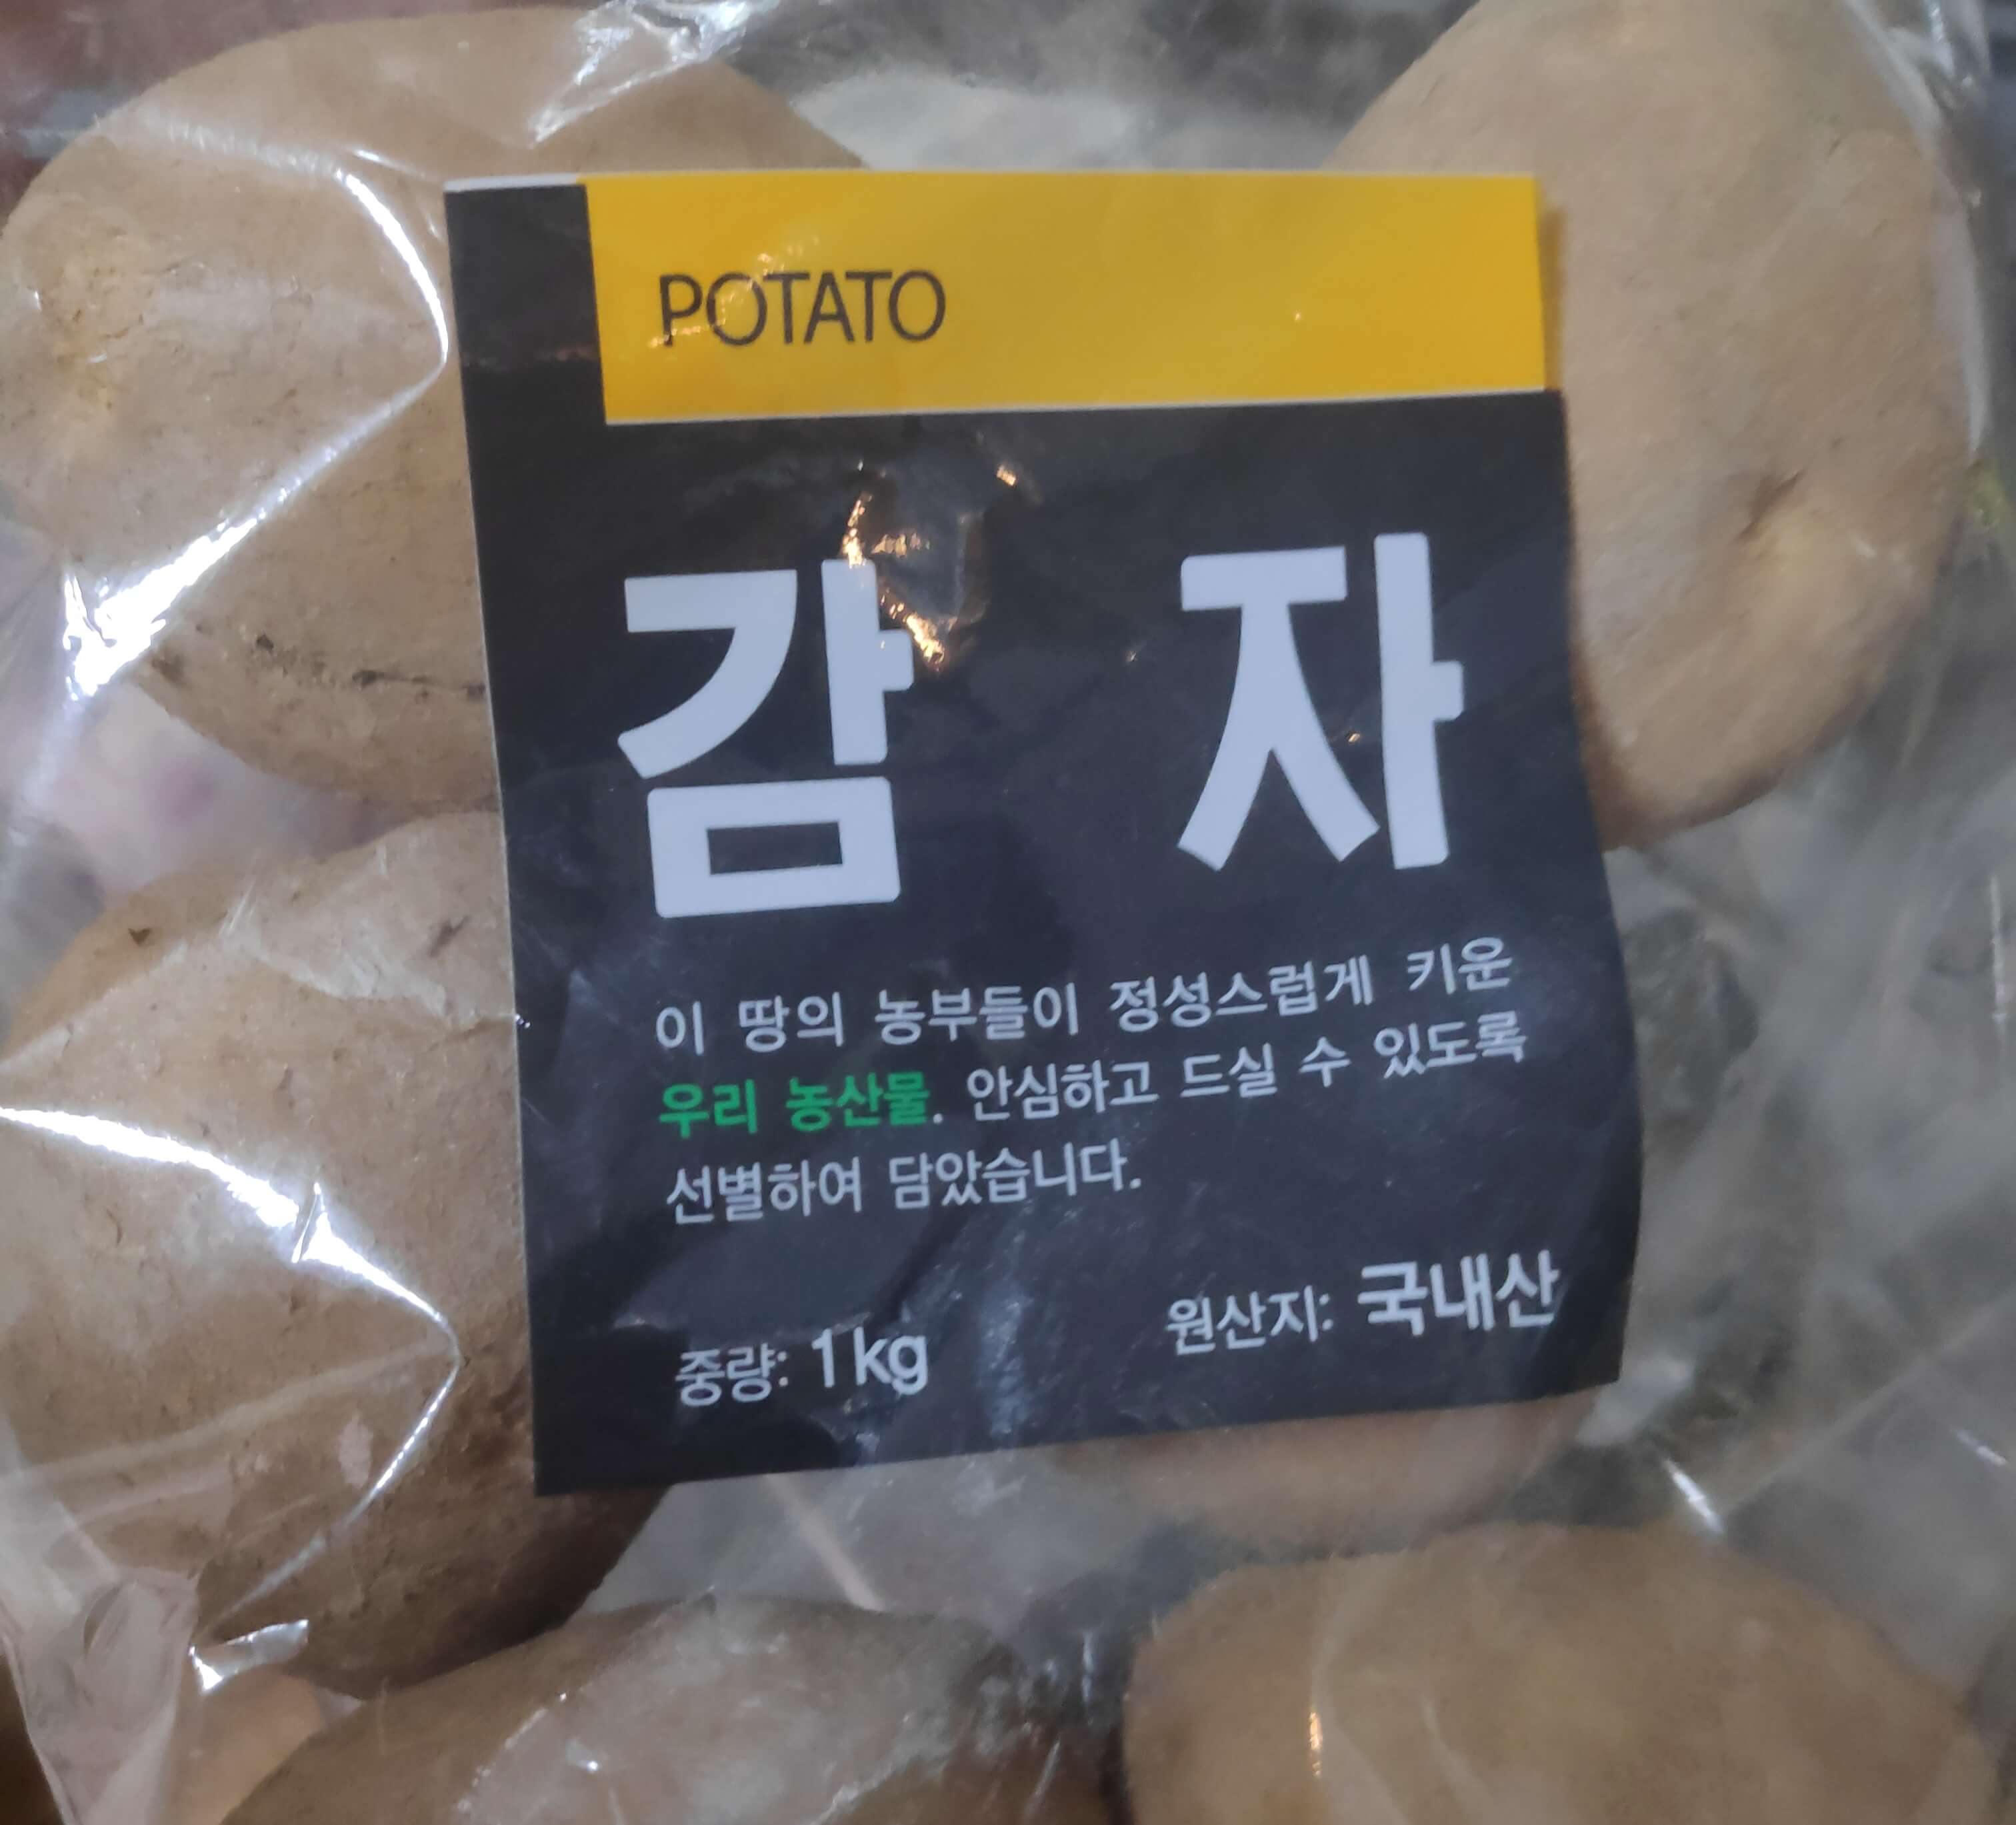 POTATO
감 자
이 땅의 농부들이 정성스럽게 키운
우리 농산물. 안심하고 드실 수 있도록
선별하여 담았습니다.
중량: 1kg 원산지: 국내산